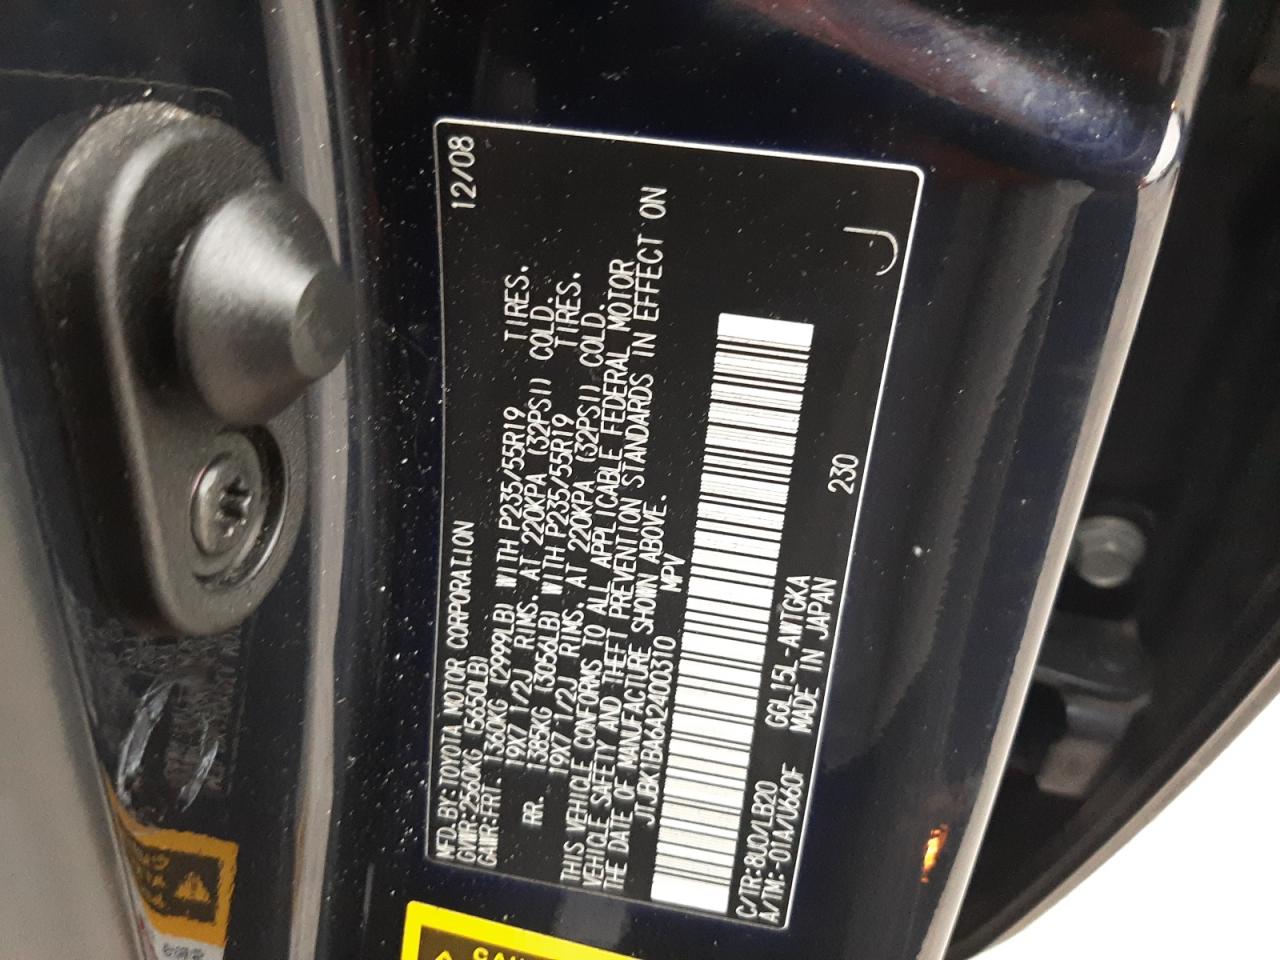 12/08
MFD.BY:TOYOTA MOTOR CORPORATION
GVWR:2560KG (5650LB)
GAWR:FRT. 1360KG (2999LB) WITH P235/55R19 TIRES.
19X7 1/2J RIMS. AT 220KPA (32PSI) COLD.
RR. 1385KG (3056LB) WITH P235/55R19 TIRES.
19X7 1/2J RIMS. AT 220KPA (32PSI) COLD.
THIS VEHICLE CONFORMS TO ALL APPLICABLE FEDERAL MOTOR
VEHICLE SAFETY AND THEFT PREVENTION STANDARDS IN EFFECT ON
THE DATE OF MANUFACTURE SHOWN ABOVE.
JTJBK1BA6A2400310 MPV
C/TR:8U0/LB20 GGL15L-AWTGKA 230
A/TM:-01A/U660F MADE IN JAPAN
J